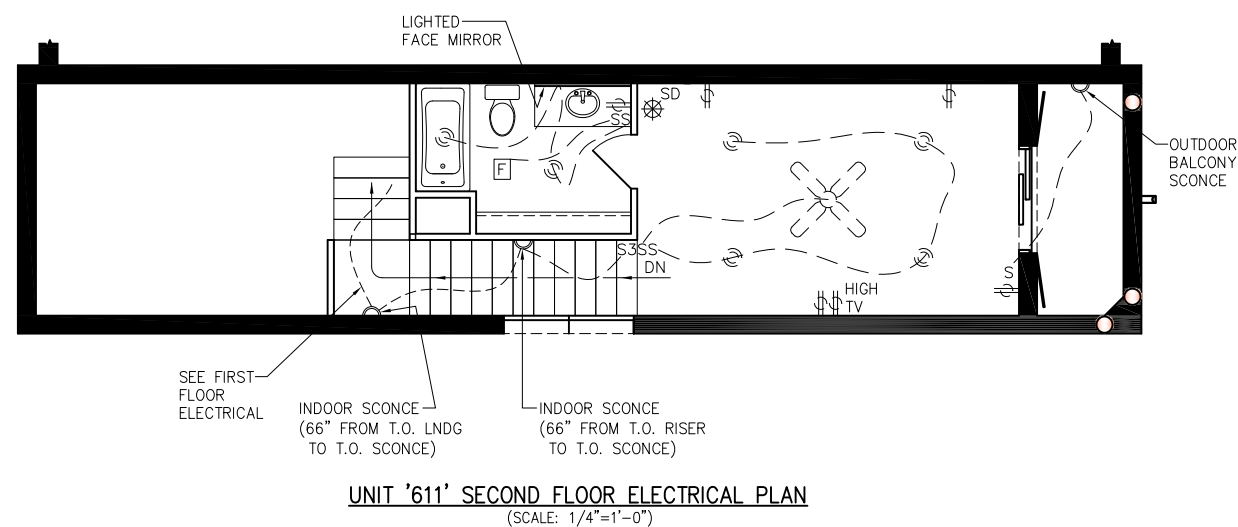 LIGHTED
FACE MIRROR
SD
SS
F
OUTDOOR
BALCONY
SCONCE
S3SS
DN
S
HIGH
TV
SEE FIRST
FLOOR
ELECTRICAL
INDOOR SCONCE
(66" FROM T.O. LNDG
TO T.O. SCONCE)
INDOOR SCONCE
(66" FROM T.O. RISER
TO T.O. SCONCE)
UNIT '611' SECOND FLOOR ELECTRICAL PLAN
(SCALE: 1/4"=1'-0")